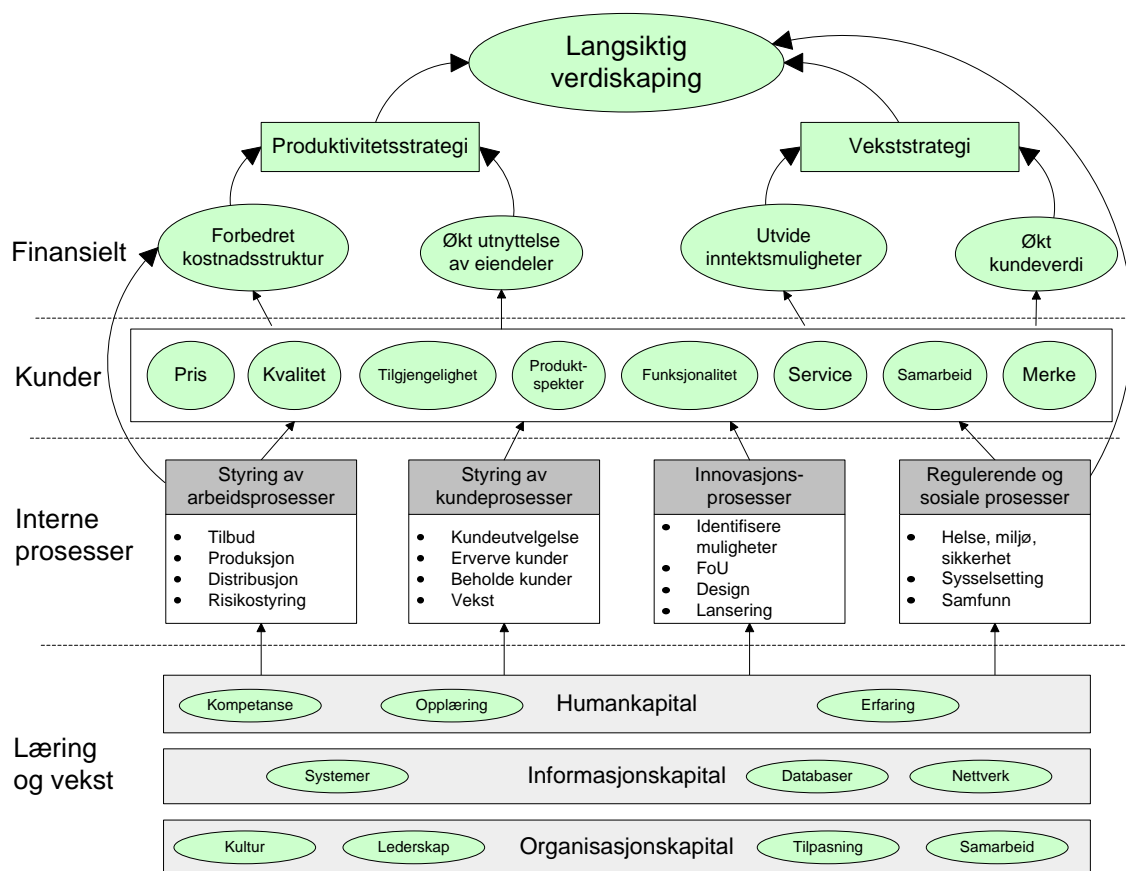 Langsiktig
verdiskaping
Produktivitetsstrategi
Vekststrategi
Finansielt
Forbedret
kostnadsstruktur
Økt utnyttelse
av eiendeler
Utvide
inntektsmuligheter
Økt
kundeverdi
Kunder
Pris
Kvalitet
Tilgjengelighet
Produkt-
spekter
Funksjonalitet
Service
Samarbeid
Merke
Interne
prosesser
Styring av
arbeidsprosesser
Tilbud
Produksjon
Distribusjon
Risikostyring
Styring av
kundeprosesser
Kundeutvelgelse
Erverve kunder
Beholde kunder
Vekst
Innovasjons-
prosesser
Identifisere
muligheter
FoU
Design
Lansering
Regulerende og
sosiale prosesser
Helse, miljø,
sikkerhet
Sysselsetting
Samfunn
Læring
og vekst
Kompetanse
Opplæring
Humankapital
Erfaring
Systemer
Informasjonskapital
Databaser
Nettverk
Kultur
Lederskap
Organisasjonskapital
Tilpasning
Samarbeid